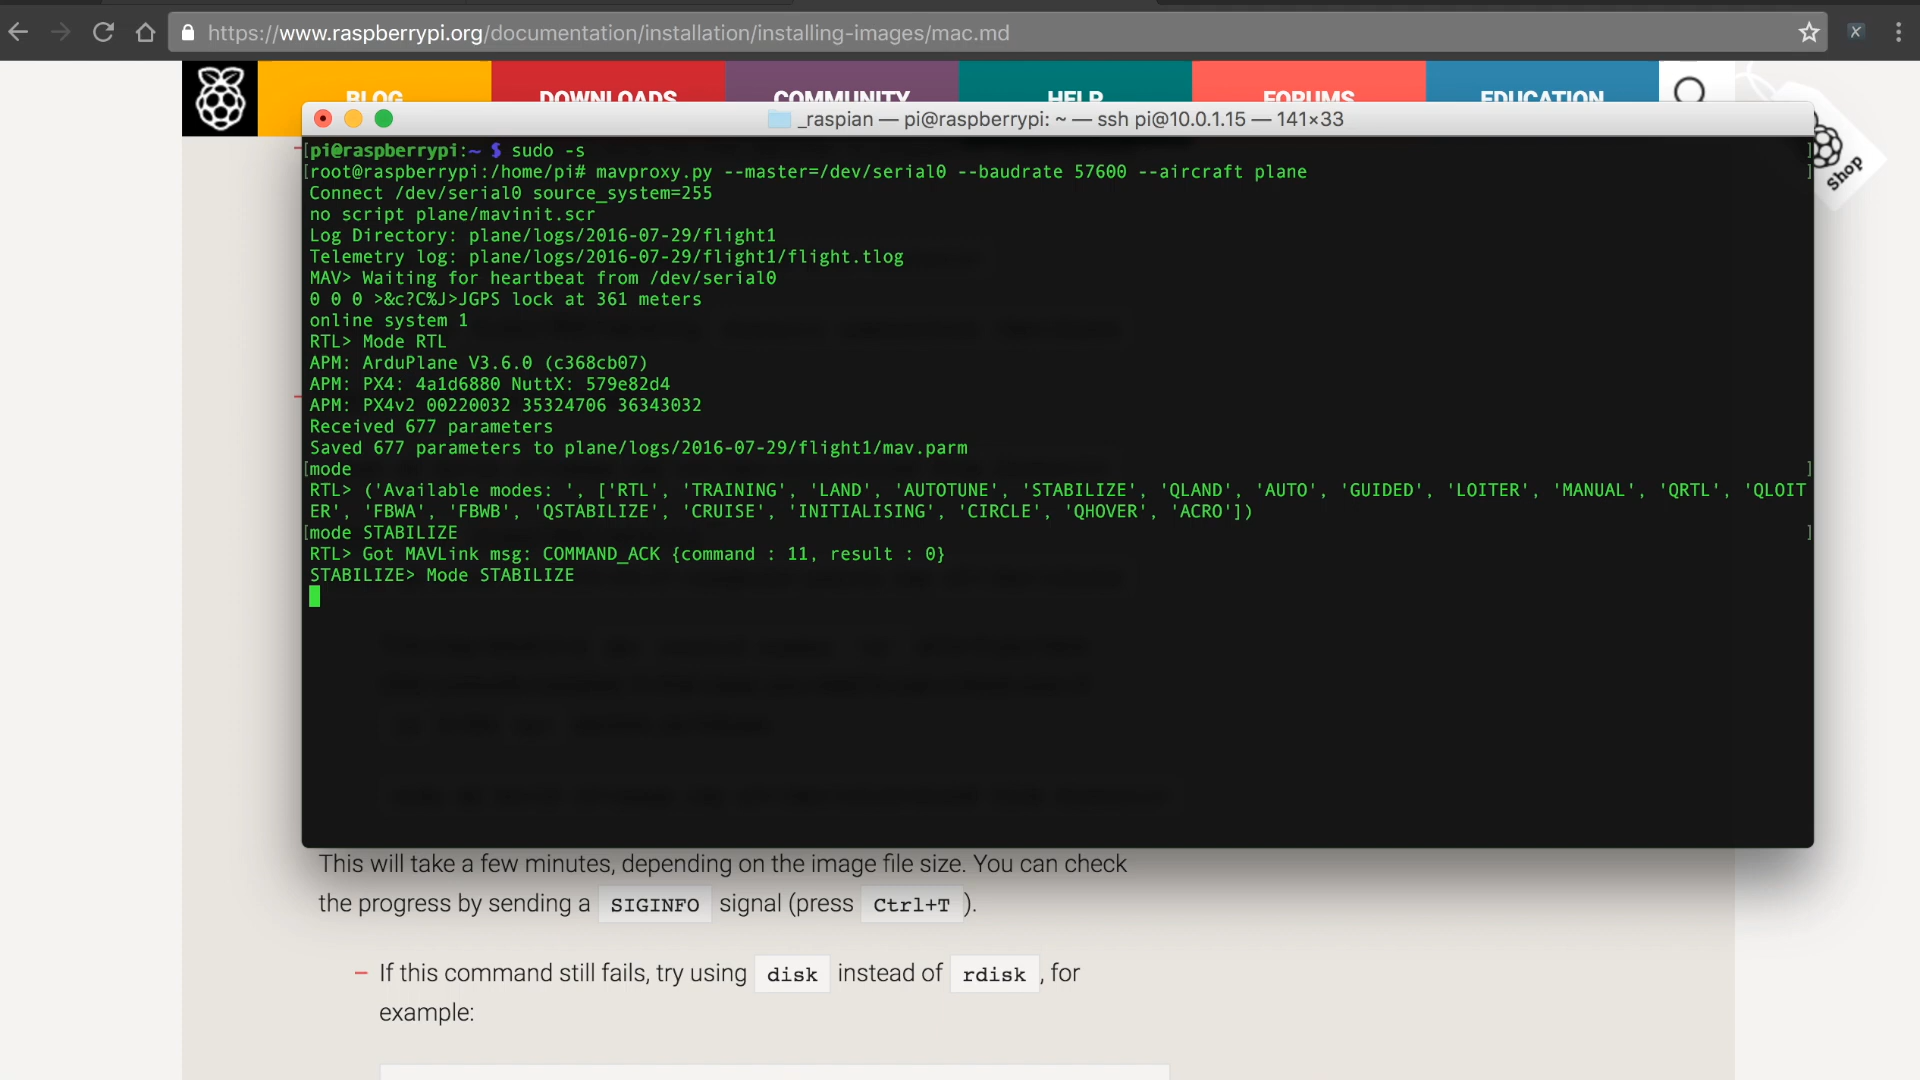 https://www.raspberrypi.org/documentation/installation/installing-images/mac.md
BLOG DOWNLOADS COMMUNITY HELP FORUMS EDUCATION
Shop
_raspian — pi@raspberrypi: ~ — ssh pi@10.0.1.15 — 141×33
[pi@raspberrypi:~ $ sudo -s ]
[root@raspberrypi:/home/pi# mavproxy.py --master=/dev/serial0 --baudrate 57600 --aircraft plane ]
Connect /dev/serial0 source_system=255
no script plane/mavinit.scr
Log Directory: plane/logs/2016-07-29/flight1
Telemetry log: plane/logs/2016-07-29/flight1/flight.tlog
MAV> Waiting for heartbeat from /dev/serial0
0 0 0 >&c?C%J>JGPS lock at 361 meters
online system 1
RTL> Mode RTL
APM: ArduPlane V3.6.0 (c368cb07)
APM: PX4: 4a1d6880 NuttX: 579e82d4
APM: PX4v2 00220032 35324706 36343032
Received 677 parameters
Saved 677 parameters to plane/logs/2016-07-29/flight1/mav.parm
[mode ]
RTL> ('Available modes: ', ['RTL', 'TRAINING', 'LAND', 'AUTOTUNE', 'STABILIZE', 'QLAND', 'AUTO', 'GUIDED', 'LOITER', 'MANUAL', 'QRTL', 'QLOIT
ER', 'FBWA', 'FBWB', 'QSTABILIZE', 'CRUISE', 'INITIALISING', 'CIRCLE', 'QHOVER', 'ACRO'])
[mode STABILIZE ]
RTL> Got MAVLink msg: COMMAND_ACK {command : 11, result : 0}
STABILIZE> Mode STABILIZE
This will take a few minutes, depending on the image file size. You can check
the progress by sending a SIGINFO signal (press Ctrl+T ).
– If this command still fails, try using disk instead of rdisk , for
example: